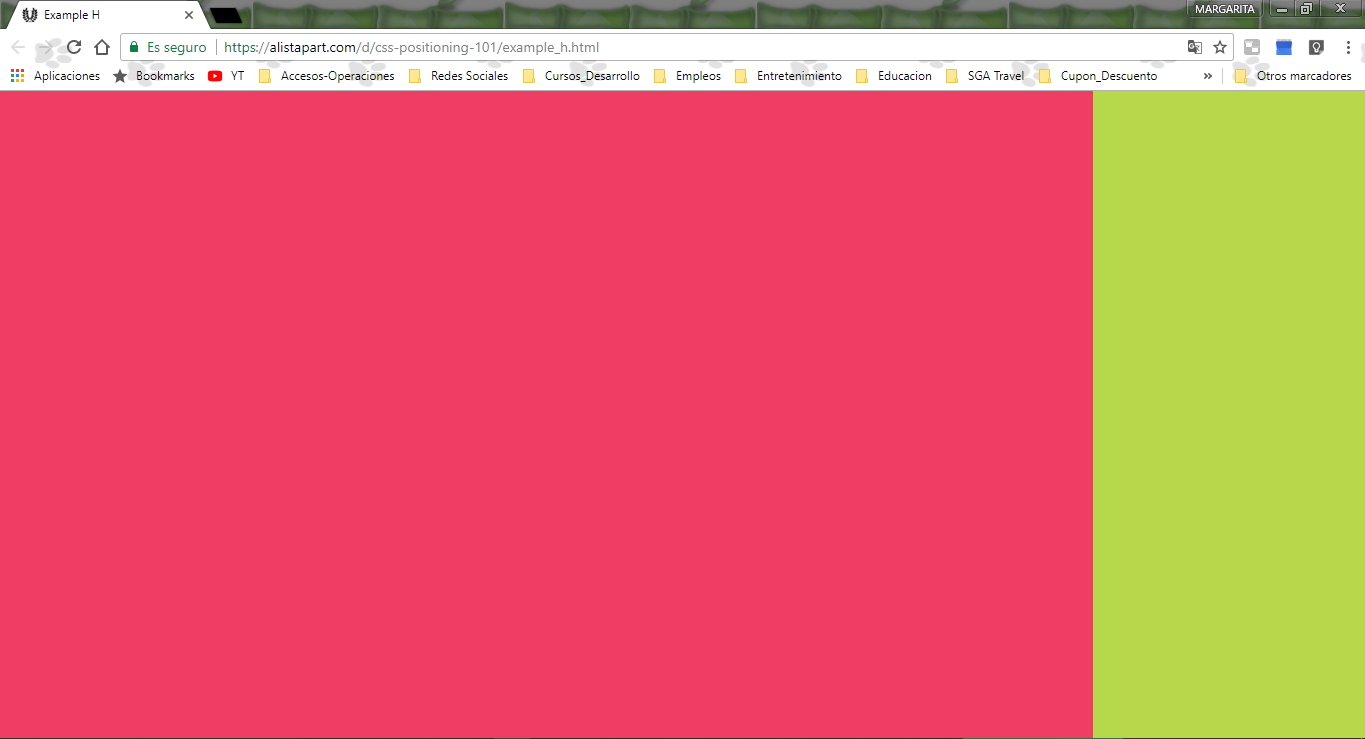 Example H
MARGARITA
Es seguro
https://alistapart.com/d/css-positioning-101/example_h.html
Aplicaciones
Bookmarks
YT
Accesos-Operaciones
Redes Sociales
Cursos_Desarrollo
Empleos
Entretenimiento
Educacion
SGA Travel
Cupon_Descuento
»
Otros marcadores